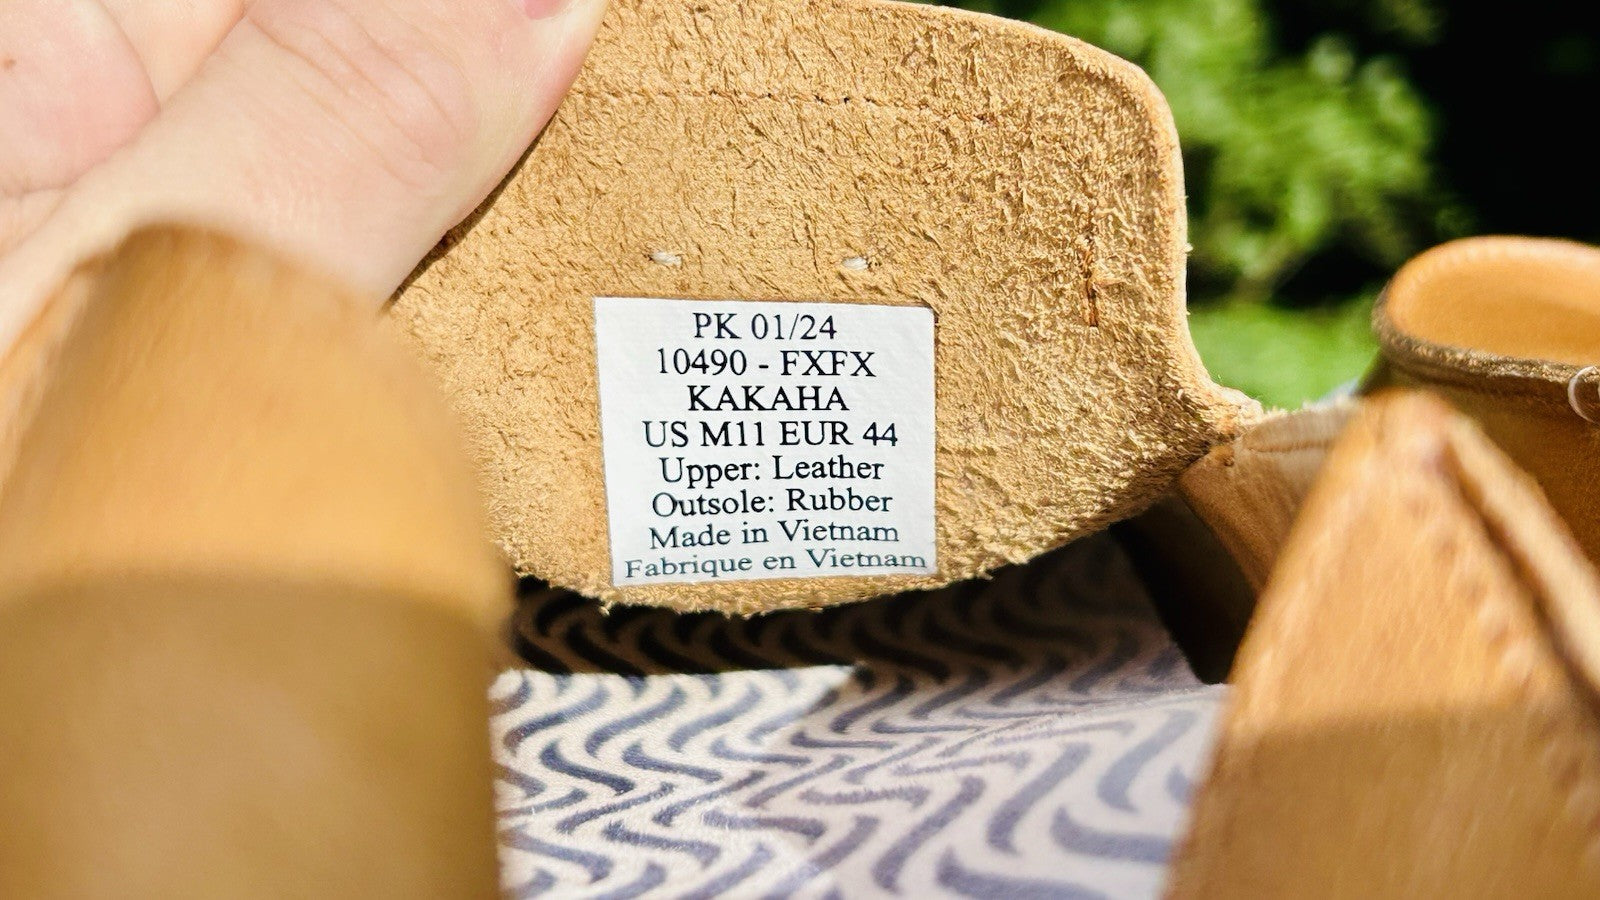 PK 01/24
10490 - FXFX
KAKAHA
US M11 EUR 44
Upper: Leather
Outsole: Rubber
Made in Vietnam
Fabrique en Vietnam